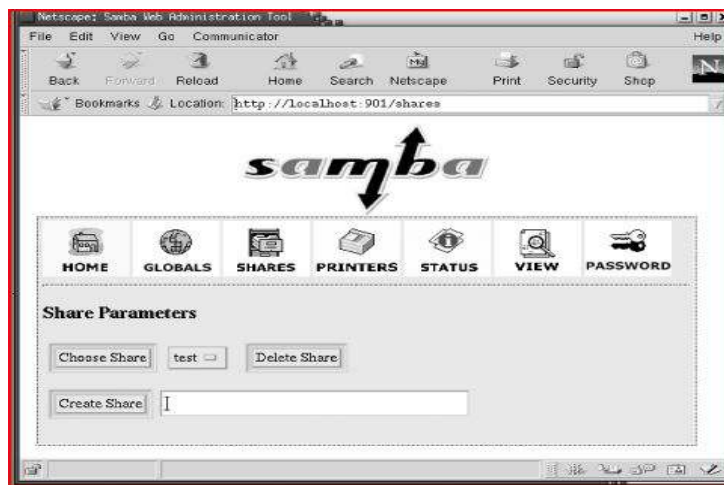 Netscape: Samba Web Administration Tool
File Edit View Go Communicator Help
Back Forward Reload Home Search Netscape Print Security Shop
My
N
Bookmarks Location: http://localhost:901/shares
samba
HOME GLOBALS SHARES PRINTERS STATUS VIEW PASSWORD
Share Parameters
Choose Share test Delete Share
Create Share